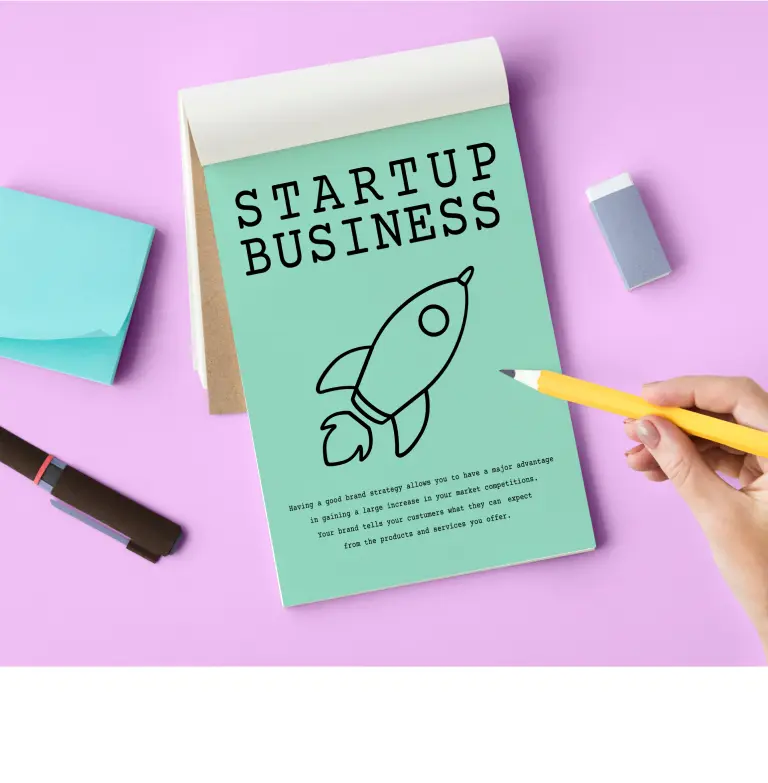 STARTUP
BUSINESS
Having a good brand strategy allows you to have a major advantage
in gaining a large increase in your market competitions.
Your brand tells your custumers what they can expect
from the products and services you offer.